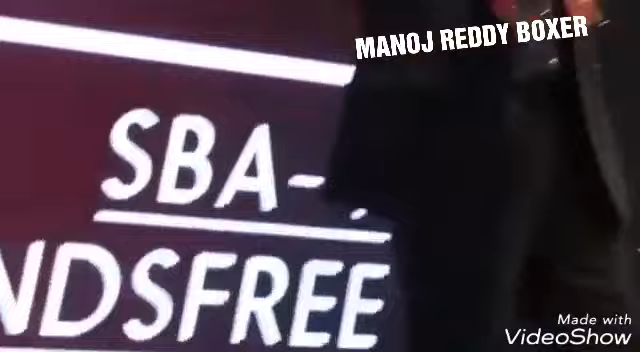 MANOJ REDDY BOXER
SBA-
NDSFREE
Made with
VideoShow